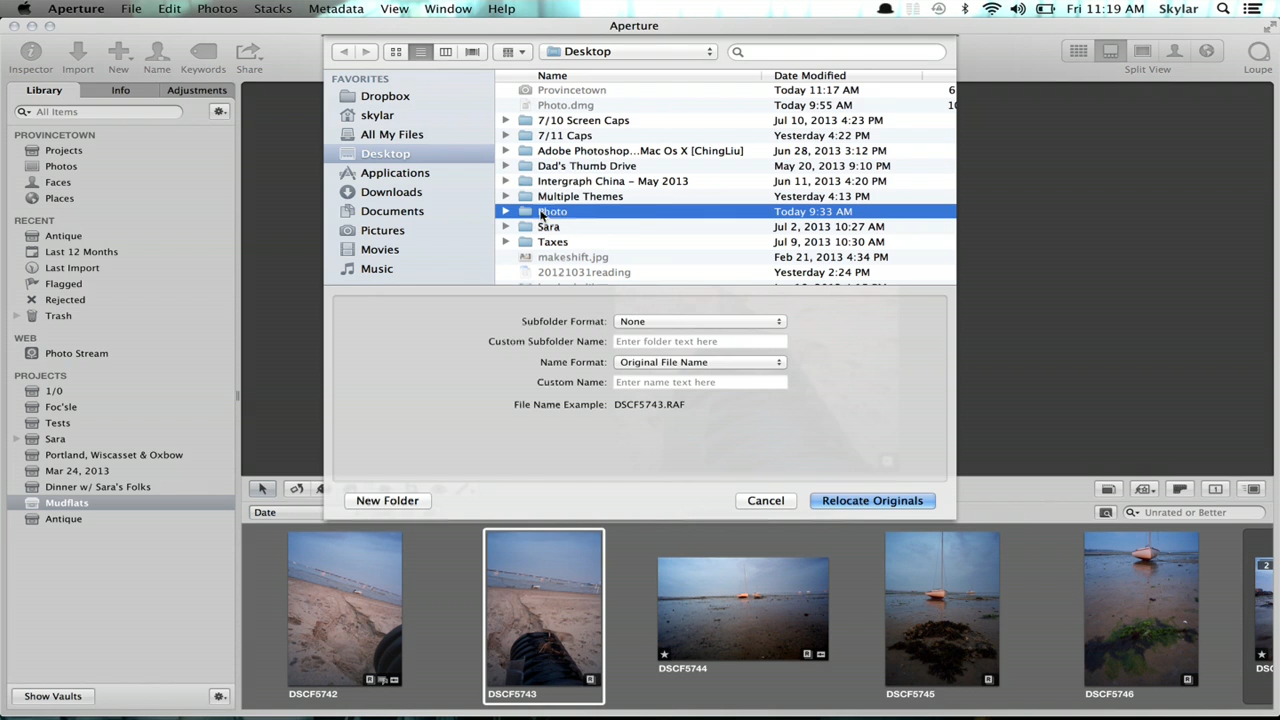 Aperture File Edit Photos Stacks Metadata View Window Help Fri 11:19 AM Skylar
Aperture
Inspector Import New Name Keywords Share Split View Loupe
Library Info Adjustments
All Items
PROVINCETOWN
Projects
Photos
Faces
Places
RECENT
Antique
Last 12 Months
Last Import
Flagged
Rejected
Trash
WEB
Photo Stream
PROJECTS
1/0
Foc'sle
Tests
Sara
Portland, Wiscasset & Oxbow
Mar 24, 2013
Dinner w/ Sara's Folks
Mudflats
Antique
Show Vaults
Desktop
FAVORITES
Dropbox
skylar
All My Files
Desktop
Applications
Downloads
Documents
Pictures
Movies
Music
Name Date Modified
Provincetown Today 11:17 AM 6
Photo.dmg Today 9:55 AM 10
7/10 Screen Caps Jul 10, 2013 4:23 PM
7/11 Caps Yesterday 4:22 PM
Adobe Photoshop...Mac Os X [ChingLiu] Jun 28, 2013 3:12 PM
Dad's Thumb Drive May 20, 2013 9:10 PM
Intergraph China – May 2013 Jun 11, 2013 4:20 PM
Multiple Themes Yesterday 4:13 PM
Photo Today 9:33 AM
Sara Jul 2, 2013 10:27 AM
Taxes Jul 9, 2013 10:30 AM
makeshift.jpg Feb 21, 2013 4:34 PM
20121031reading Yesterday 2:24 PM
Subfolder Format: None
Custom Subfolder Name: Enter folder text here
Name Format: Original File Name
Custom Name: Enter name text here
File Name Example: DSCF5743.RAF
New Folder Cancel Relocate Originals
Date Unrated or Better
2
DSCF5742 DSCF5743 DSCF5744 DSCF5745 DSCF5746